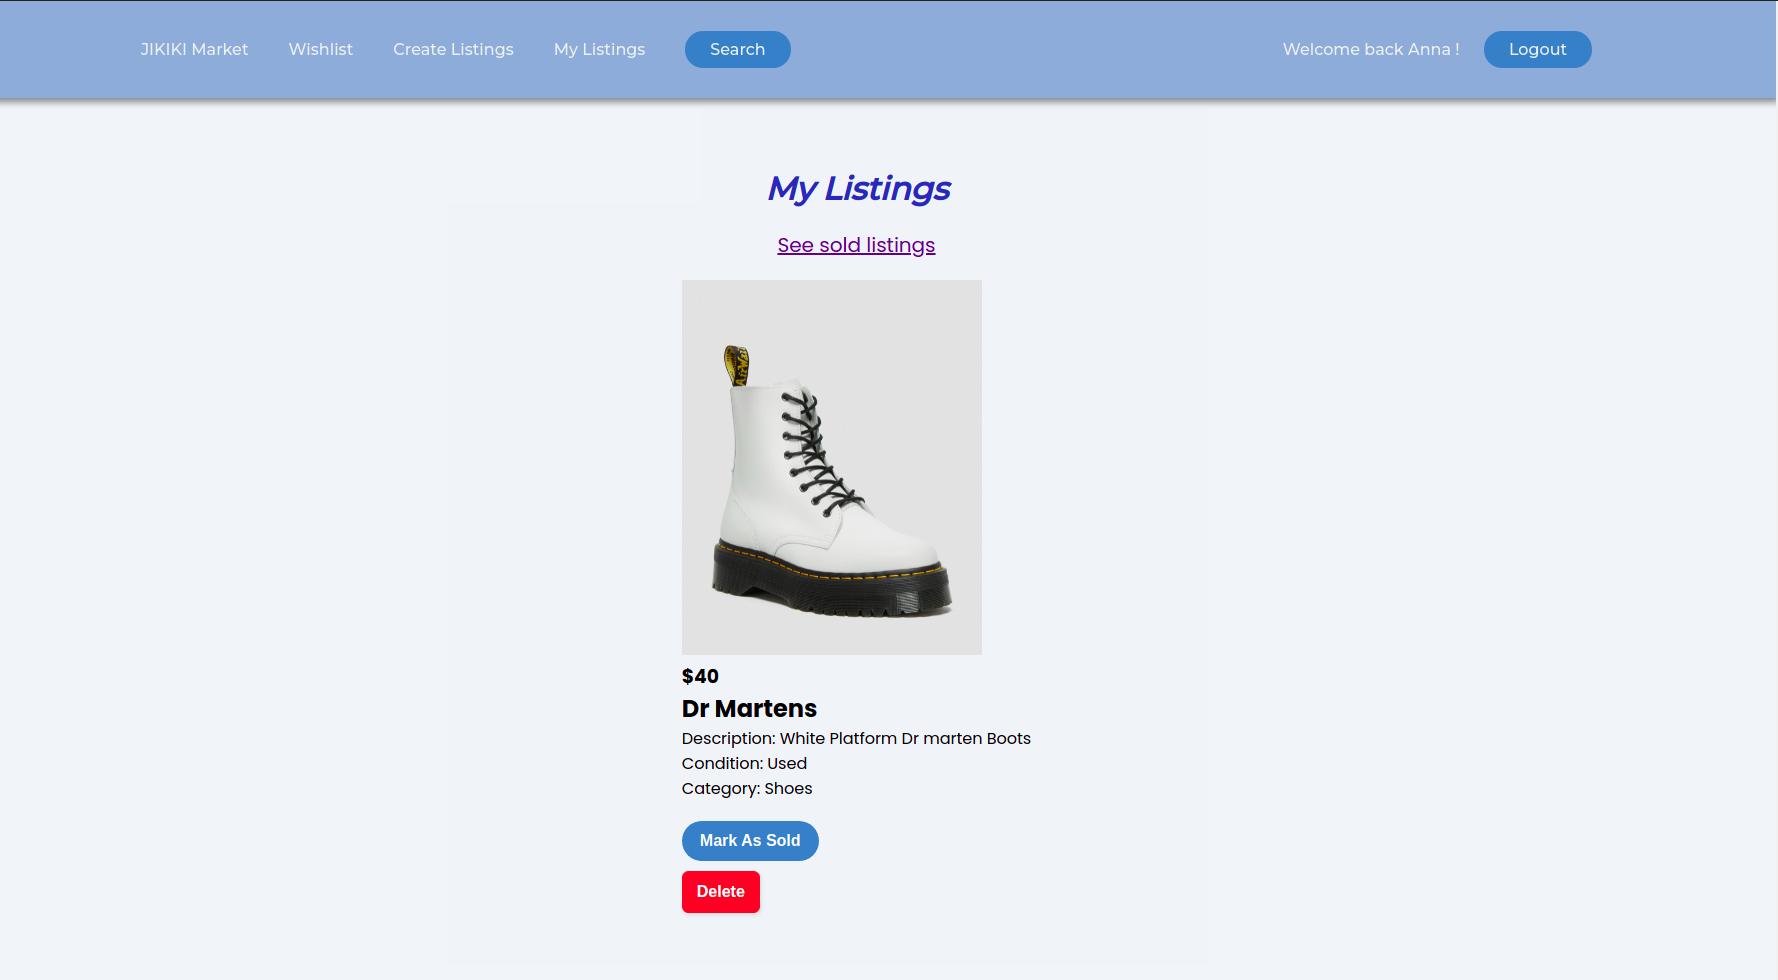 JIKIKI Market Wishlist Create Listings My Listings Search Welcome back Anna ! Logout
My Listings
See sold listings
$40
Dr Martens
Description: White Platform Dr marten Boots
Condition: Used
Category: Shoes
Mark As Sold
Delete